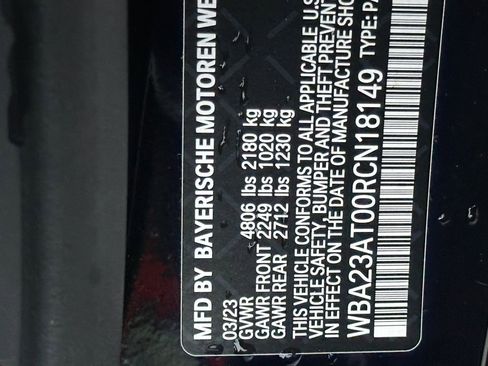 MFD BY BAYERISCHE MOTOREN WE
03/23
GVWR 4806 lbs 2180 kg
GAWR FRONT 2249 lbs 1020 kg
GAWR REAR 2712 lbs 1230 kg
THIS VEHICLE CONFORMS TO ALL APPLICABLE U.S
VEHICLE SAFETY, BUMPER AND THEFT PREVENT
IN EFFECT ON THE DATE OF MANUFACTURE SHO
WBA23AT00RCN18149 TYPE: PA